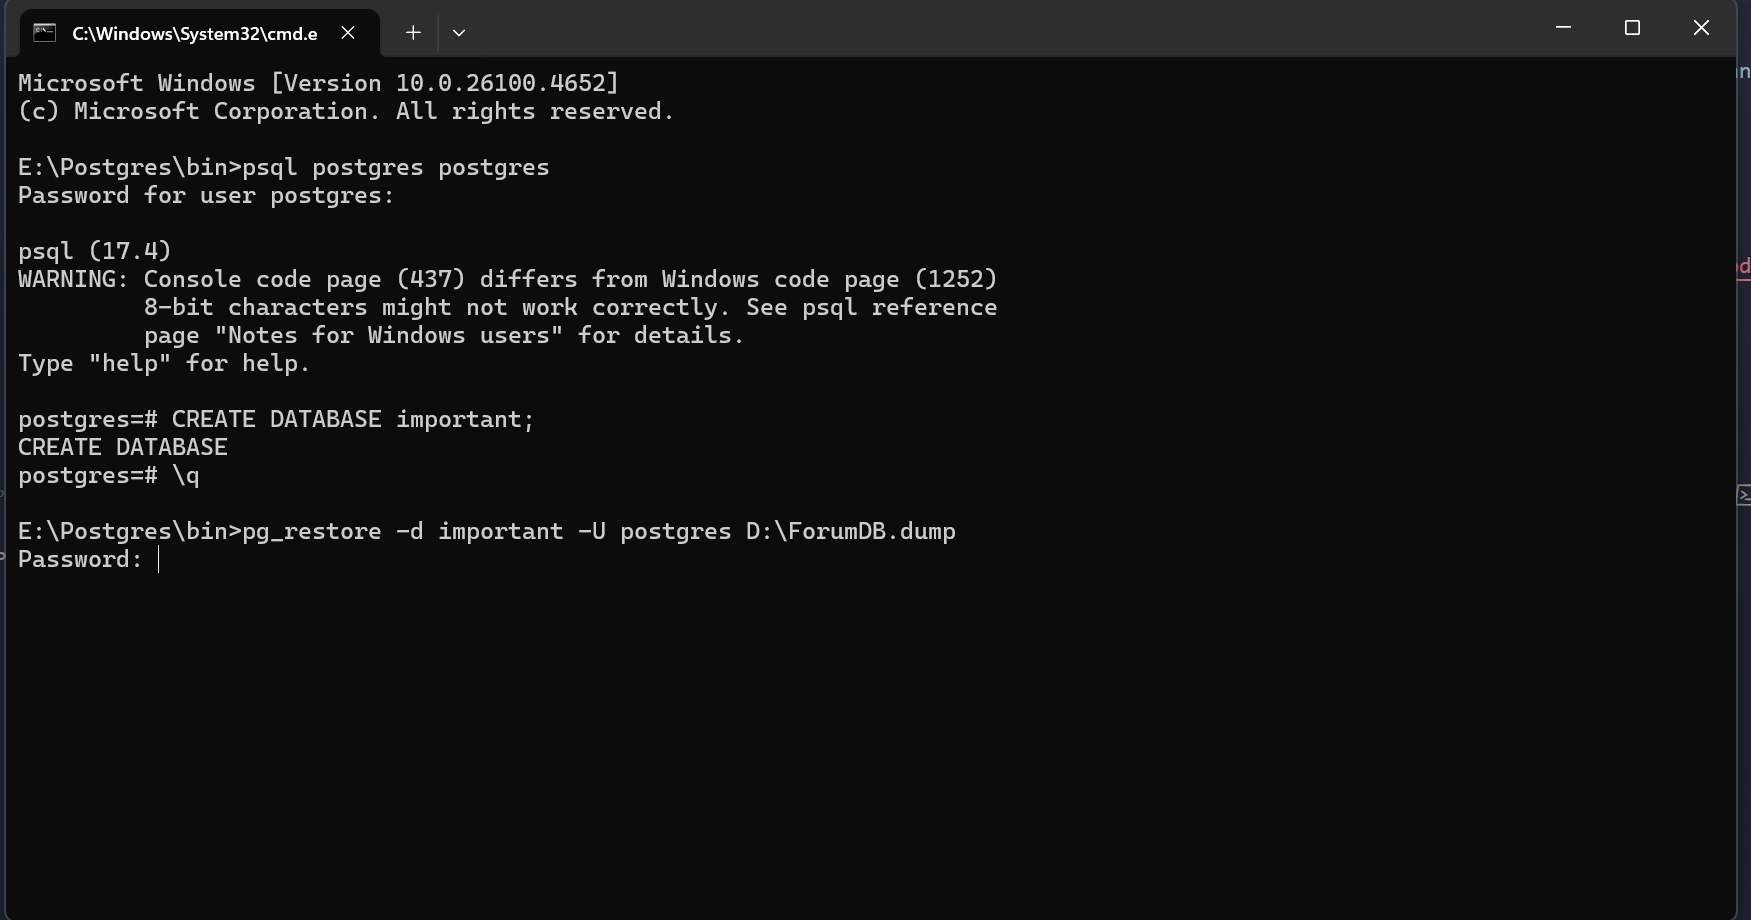 C:\Windows\System32\cmd.e
Microsoft Windows [Version 10.0.26100.4652]
(c) Microsoft Corporation. All rights reserved.
E:\Postgres\bin>psql postgres postgres
Password for user postgres:
psql (17.4)
WARNING: Console code page (437) differs from Windows code page (1252)
8-bit characters might not work correctly. See psql reference
page "Notes for Windows users" for details.
Type "help" for help.
postgres=# CREATE DATABASE important;
CREATE DATABASE
postgres=# \q
E:\Postgres\bin>pg_restore -d important -U postgres D:\ForumDB.dump
Password: